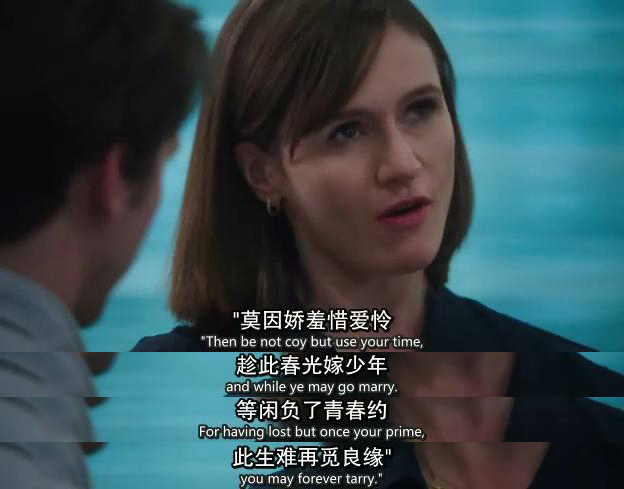 "莫因娇羞惜爱怜
"Then be not coy but use your time,
趁此春光嫁少年
and while ye may go marry.
等闲负了青春约
For having lost but once your prime,
此生难再觅良缘"
you may forever tarry."